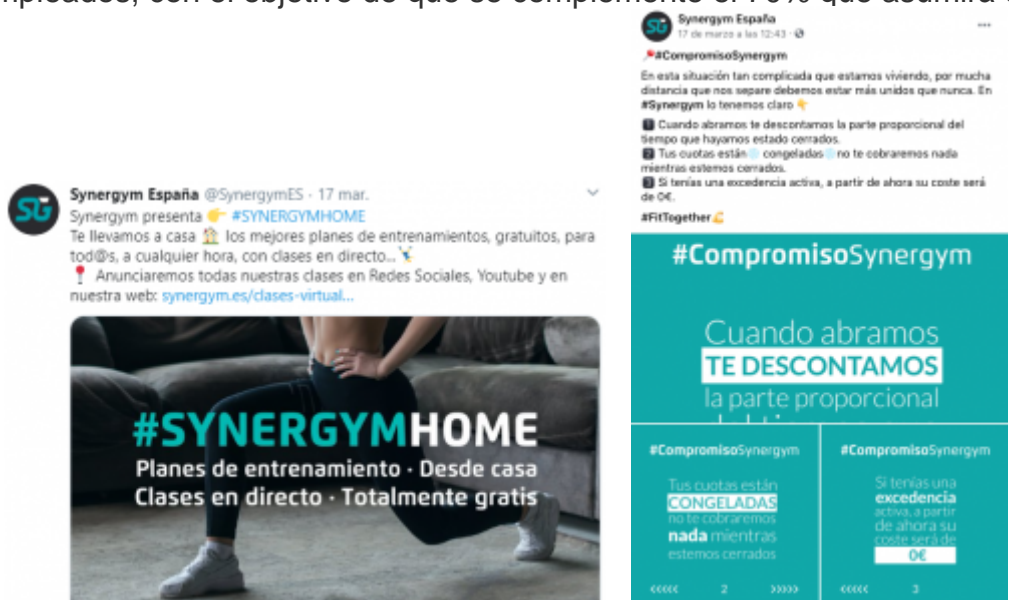 SG
Synergym España @SynergymES · 17 mar.
Synergym presenta 👉 #SYNERGYMHOME
Te llevamos a casa 🏠 los mejores planes de entrenamientos, gratuitos, para
tod@s, a cualquier hora, con clases en directo...
📍 Anunciaremos todas nuestras clases en Redes Sociales, Youtube y en
nuestra web: synergym.es/clases-virtual...
#SYNERGYMHOME
Planes de entrenamiento · Desde casa
Clases en directo · Totalmente gratis
SG
Synergym España
17 de marzo a las 12:43 ·
#CompromisoSynergym
En esta situación tan complicada que estamos viviendo, por mucha
distancia que nos separe debemos estar más unidos que nunca. En
#Synergym lo tenemos claro 👇
1 Cuando abramos te descontamos la parte proporcional del
tiempo que hayamos estado cerrados.
2 Tus cuotas están congeladas no te cobraremos nada
mientras estemos cerrados.
3 Si tenías una excedencia activa, a partir de ahora su coste será
de 0€.
#FitTogether 💪
#CompromisoSynergym
Cuando abramos
TE DESCONTAMOS
la parte proporcional
#CompromisoSynergym
Tus cuotas están
CONGELADAS
no te cobraremos
nada mientras
estemos cerrados
<<<<< 2 >>>>>
#CompromisoSynergym
Si tenías una
excedencia
activa, a partir
de ahora su
coste será de
0€
<<<<< 3